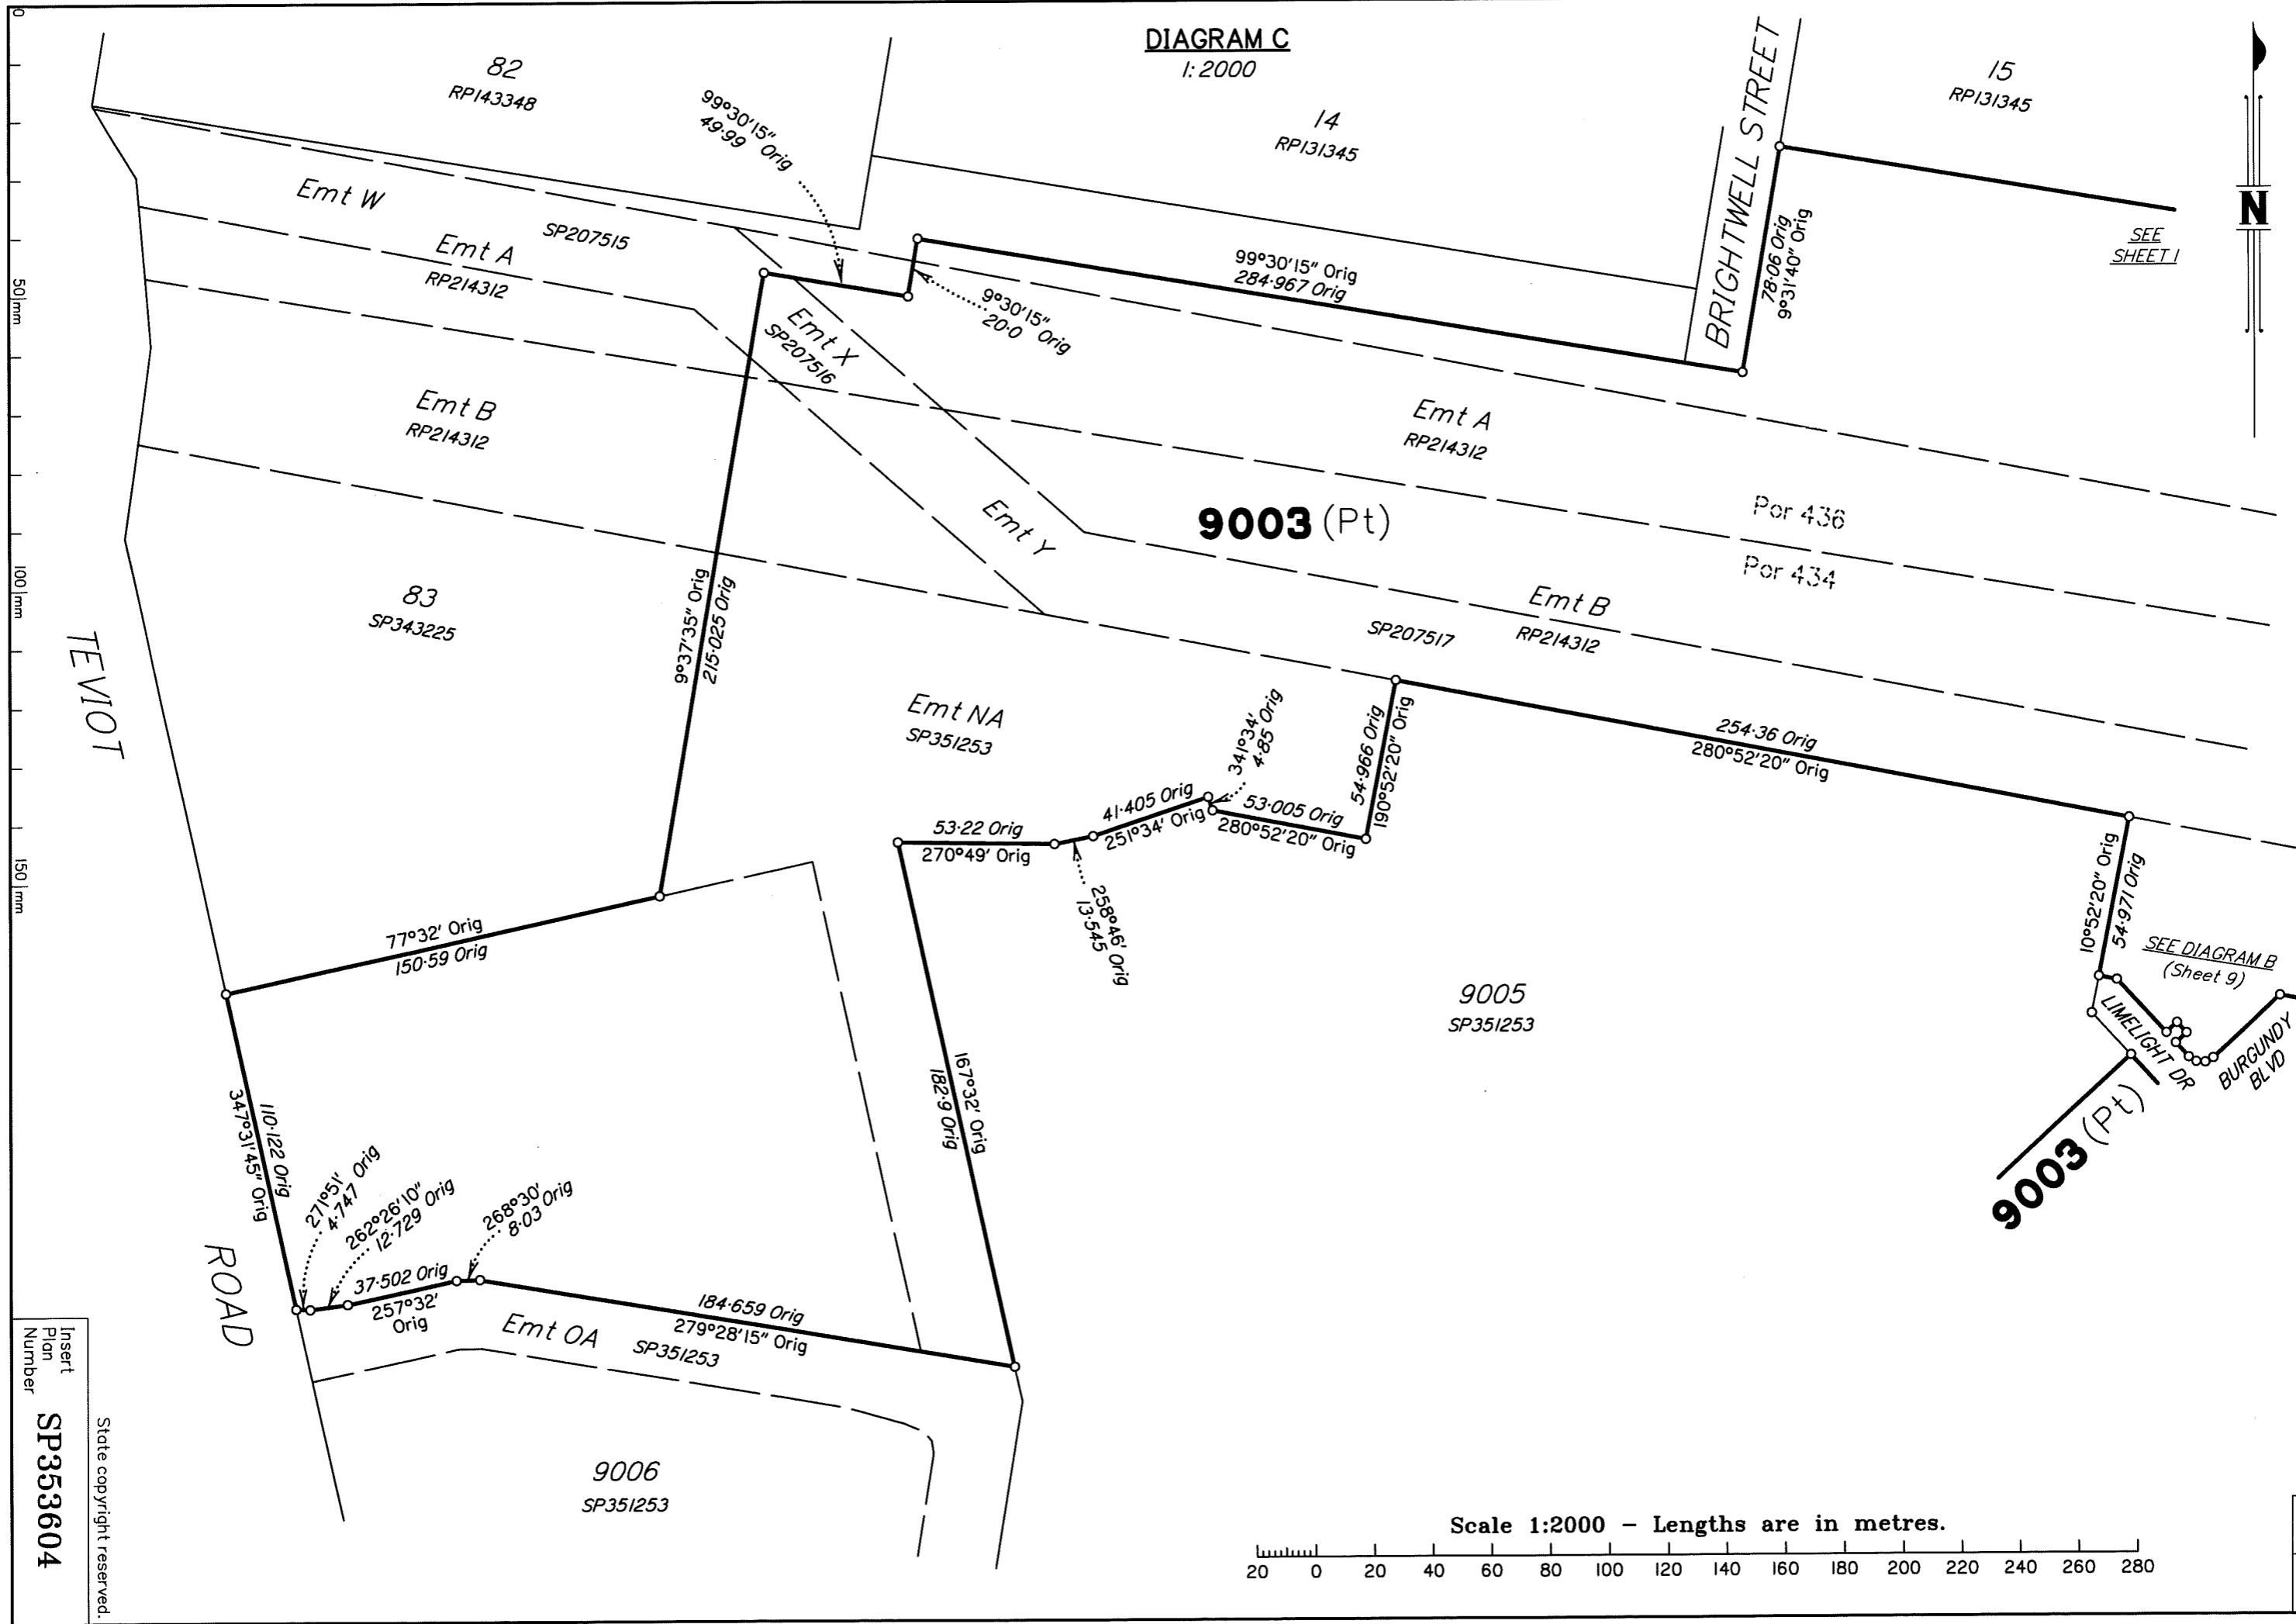 DIAGRAM C
1:2000
82
RP143348
99°30'15" Orig
49·99
14
RP131345
BRIGHTWELL STREET
15
RP131345
N
SEE
SHEET 1
78·06 Orig
9°31'40" Orig
Emt W
SP207515
Emt A
RP214312
99°30'15" Orig
284·967 Orig
9°30'15"
20·0 Orig
Emt X
SP207516
Emt B
RP214312
Emt A
RP214312
Emt Y
9003 (Pt)
Por 436
Por 434
83
SP343225
9°37'35" Orig
215·025 Orig
Emt B
SP207517
RP214312
TEVIOT
Emt NA
SP351253
341°34'
4·85 Orig
54·966 Orig
190°52'20" Orig
254·36 Orig
280°52'20" Orig
41·405 Orig
251°34' Orig
53·005 Orig
280°52'20" Orig
53·22 Orig
270°49' Orig
258°46'
13·545 Orig
10°52'20" Orig
54·971 Orig
77°32' Orig
150·59 Orig
SEE DIAGRAM B
(Sheet 9)
LIMELIGHT DR
BURGUNDY
BLVD
9005
SP351253
9003 (Pt)
167°32' Orig
182·9 Orig
110·122 Orig
347°31'45" Orig
271°51'
4·747 Orig
262°26'10"
12·729 Orig
268°30'
8·03 Orig
37·502 Orig
257°32'
Orig
184·659 Orig
279°28'15" Orig
ROAD
Emt OA
SP351253
9006
SP351253
Scale 1:2000 – Lengths are in metres.
20 0 20 40 60 80 100 120 140 160 180 200 220 240 260 280
0
50 mm
100 mm
150 mm
Insert
Plan
Number
SP353604
State copyright reserved.